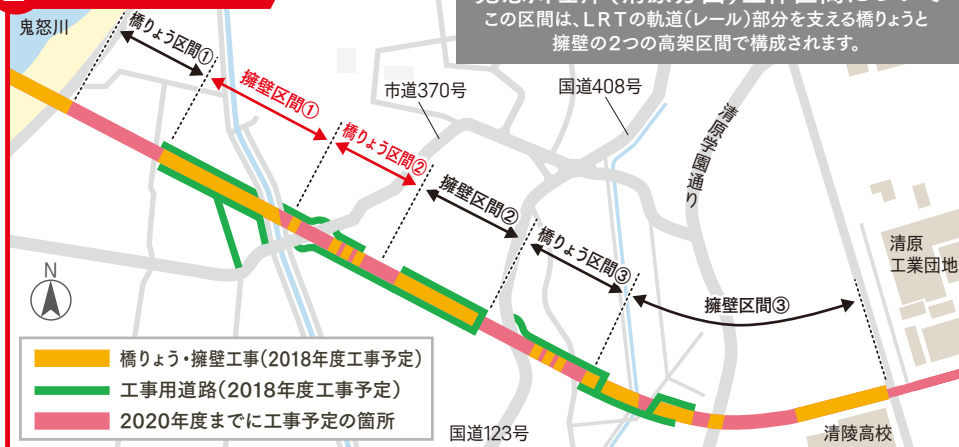 この区間は、LRTの軌道(レール)部分を支える橋りょうと
擁壁の2つの高架区間で構成されます。
鬼怒川
橋りょう区間①
擁壁区間①
橋りょう区間②
市道370号
国道408号
清原学園通り
擁壁区間②
橋りょう区間③
擁壁区間③
清原
工業団地
N
橋りょう・擁壁工事(2018年度工事予定)
工事用道路(2018年度工事予定)
2020年度までに工事予定の箇所
国道123号
清陵高校